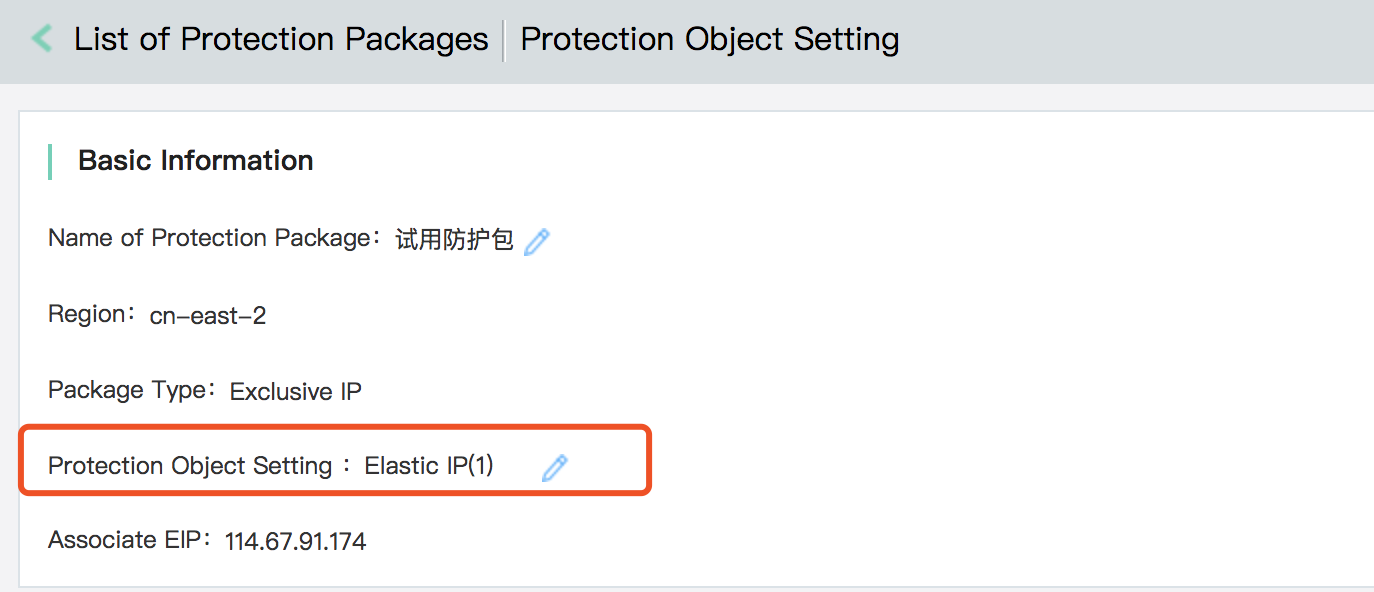 List of Protection Packages Protection Object Setting
Basic Information
Name of Protection Package: 试用防护包
Region: cn-east-2
Package Type: Exclusive IP
Protection Object Setting : Elastic IP(1)
Associate EIP: 114.67.91.174